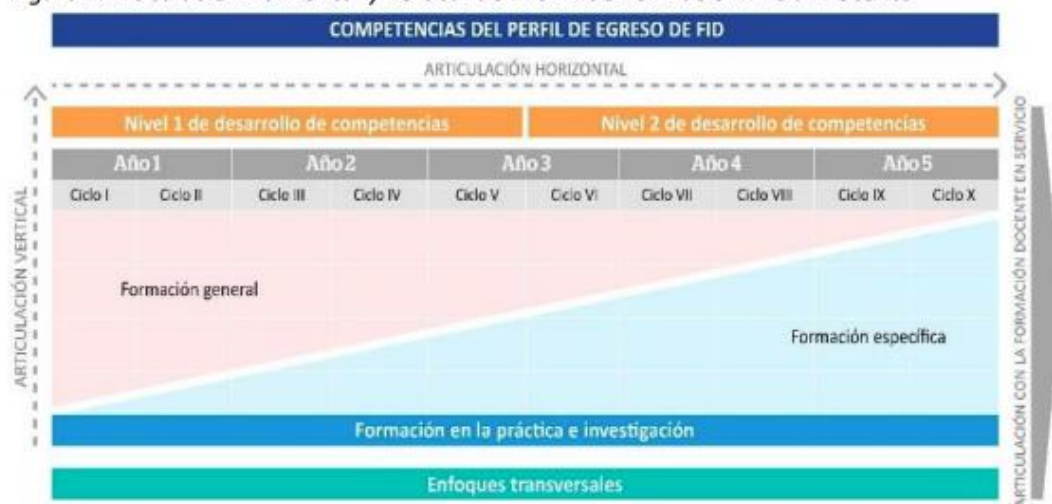 COMPETENCIAS DEL PERFIL DE EGRESO DE FID
ARTICULACIÓN HORIZONTAL
Nivel 1 de desarrollo de competencias Nivel 2 de desarrollo de competencias
Año 1 Año 2 Año 3 Año 4 Año 5
Ciclo I Ciclo II Ciclo III Ciclo IV Ciclo V Ciclo VI Ciclo VII Ciclo VIII Ciclo IX Ciclo X
ARTICULACIÓN VERTICAL
Formación general
Formación específica
Formación en la práctica e investigación
Enfoques transversales
ARTICULACIÓN CON LA FORMACIÓN DOCENTE EN SERVICIO